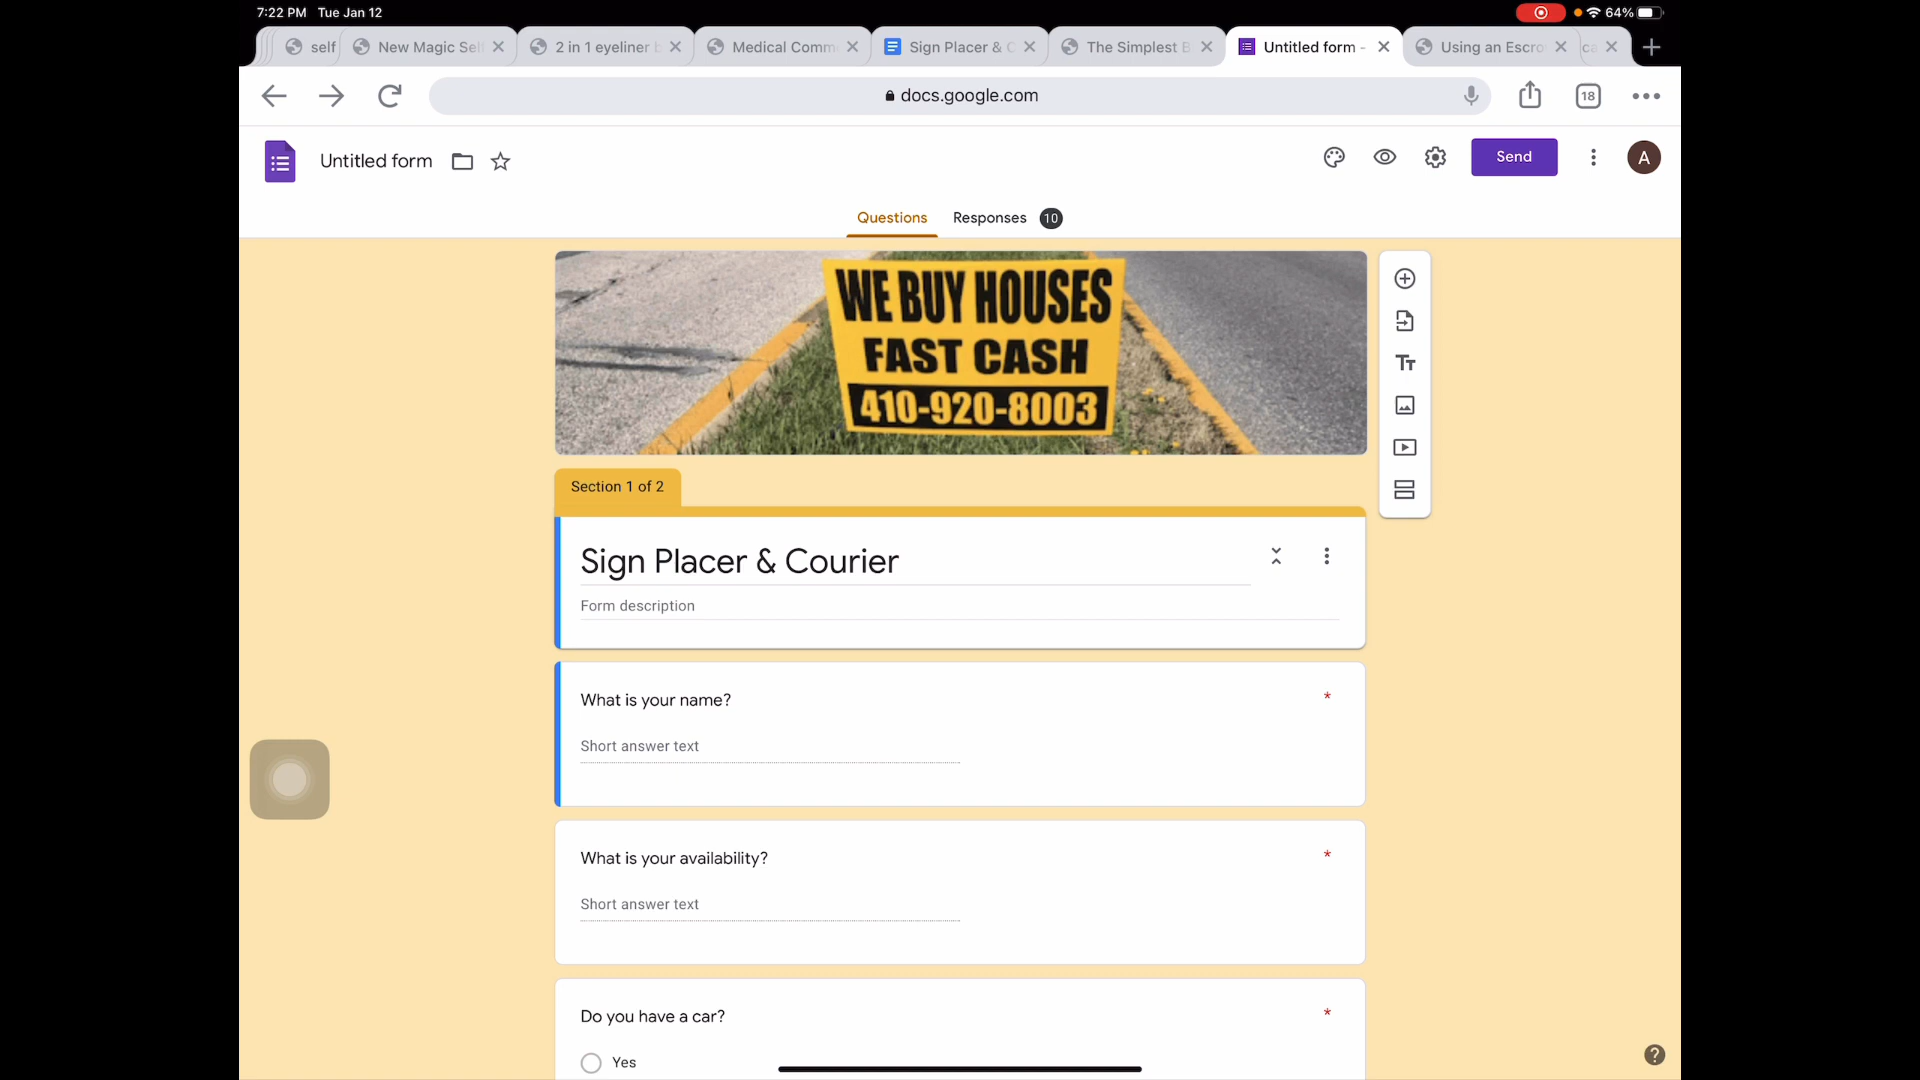 7:22 PM Tue Jan 12
64%
self
New Magic Sel
2 in 1 eyeliner
Medical Comm
Sign Placer & C
The Simplest
Untitled form -
Using an Escro
docs.google.com
18
Untitled form
Send
A
Questions
Responses 10
WE BUY HOUSES
FAST CASH
410-920-8003
Tт
Section 1 of 2
Sign Placer & Courier
Form description
What is your name? *
Short answer text
What is your availability? *
Short answer text
Do you have a car? *
Yes